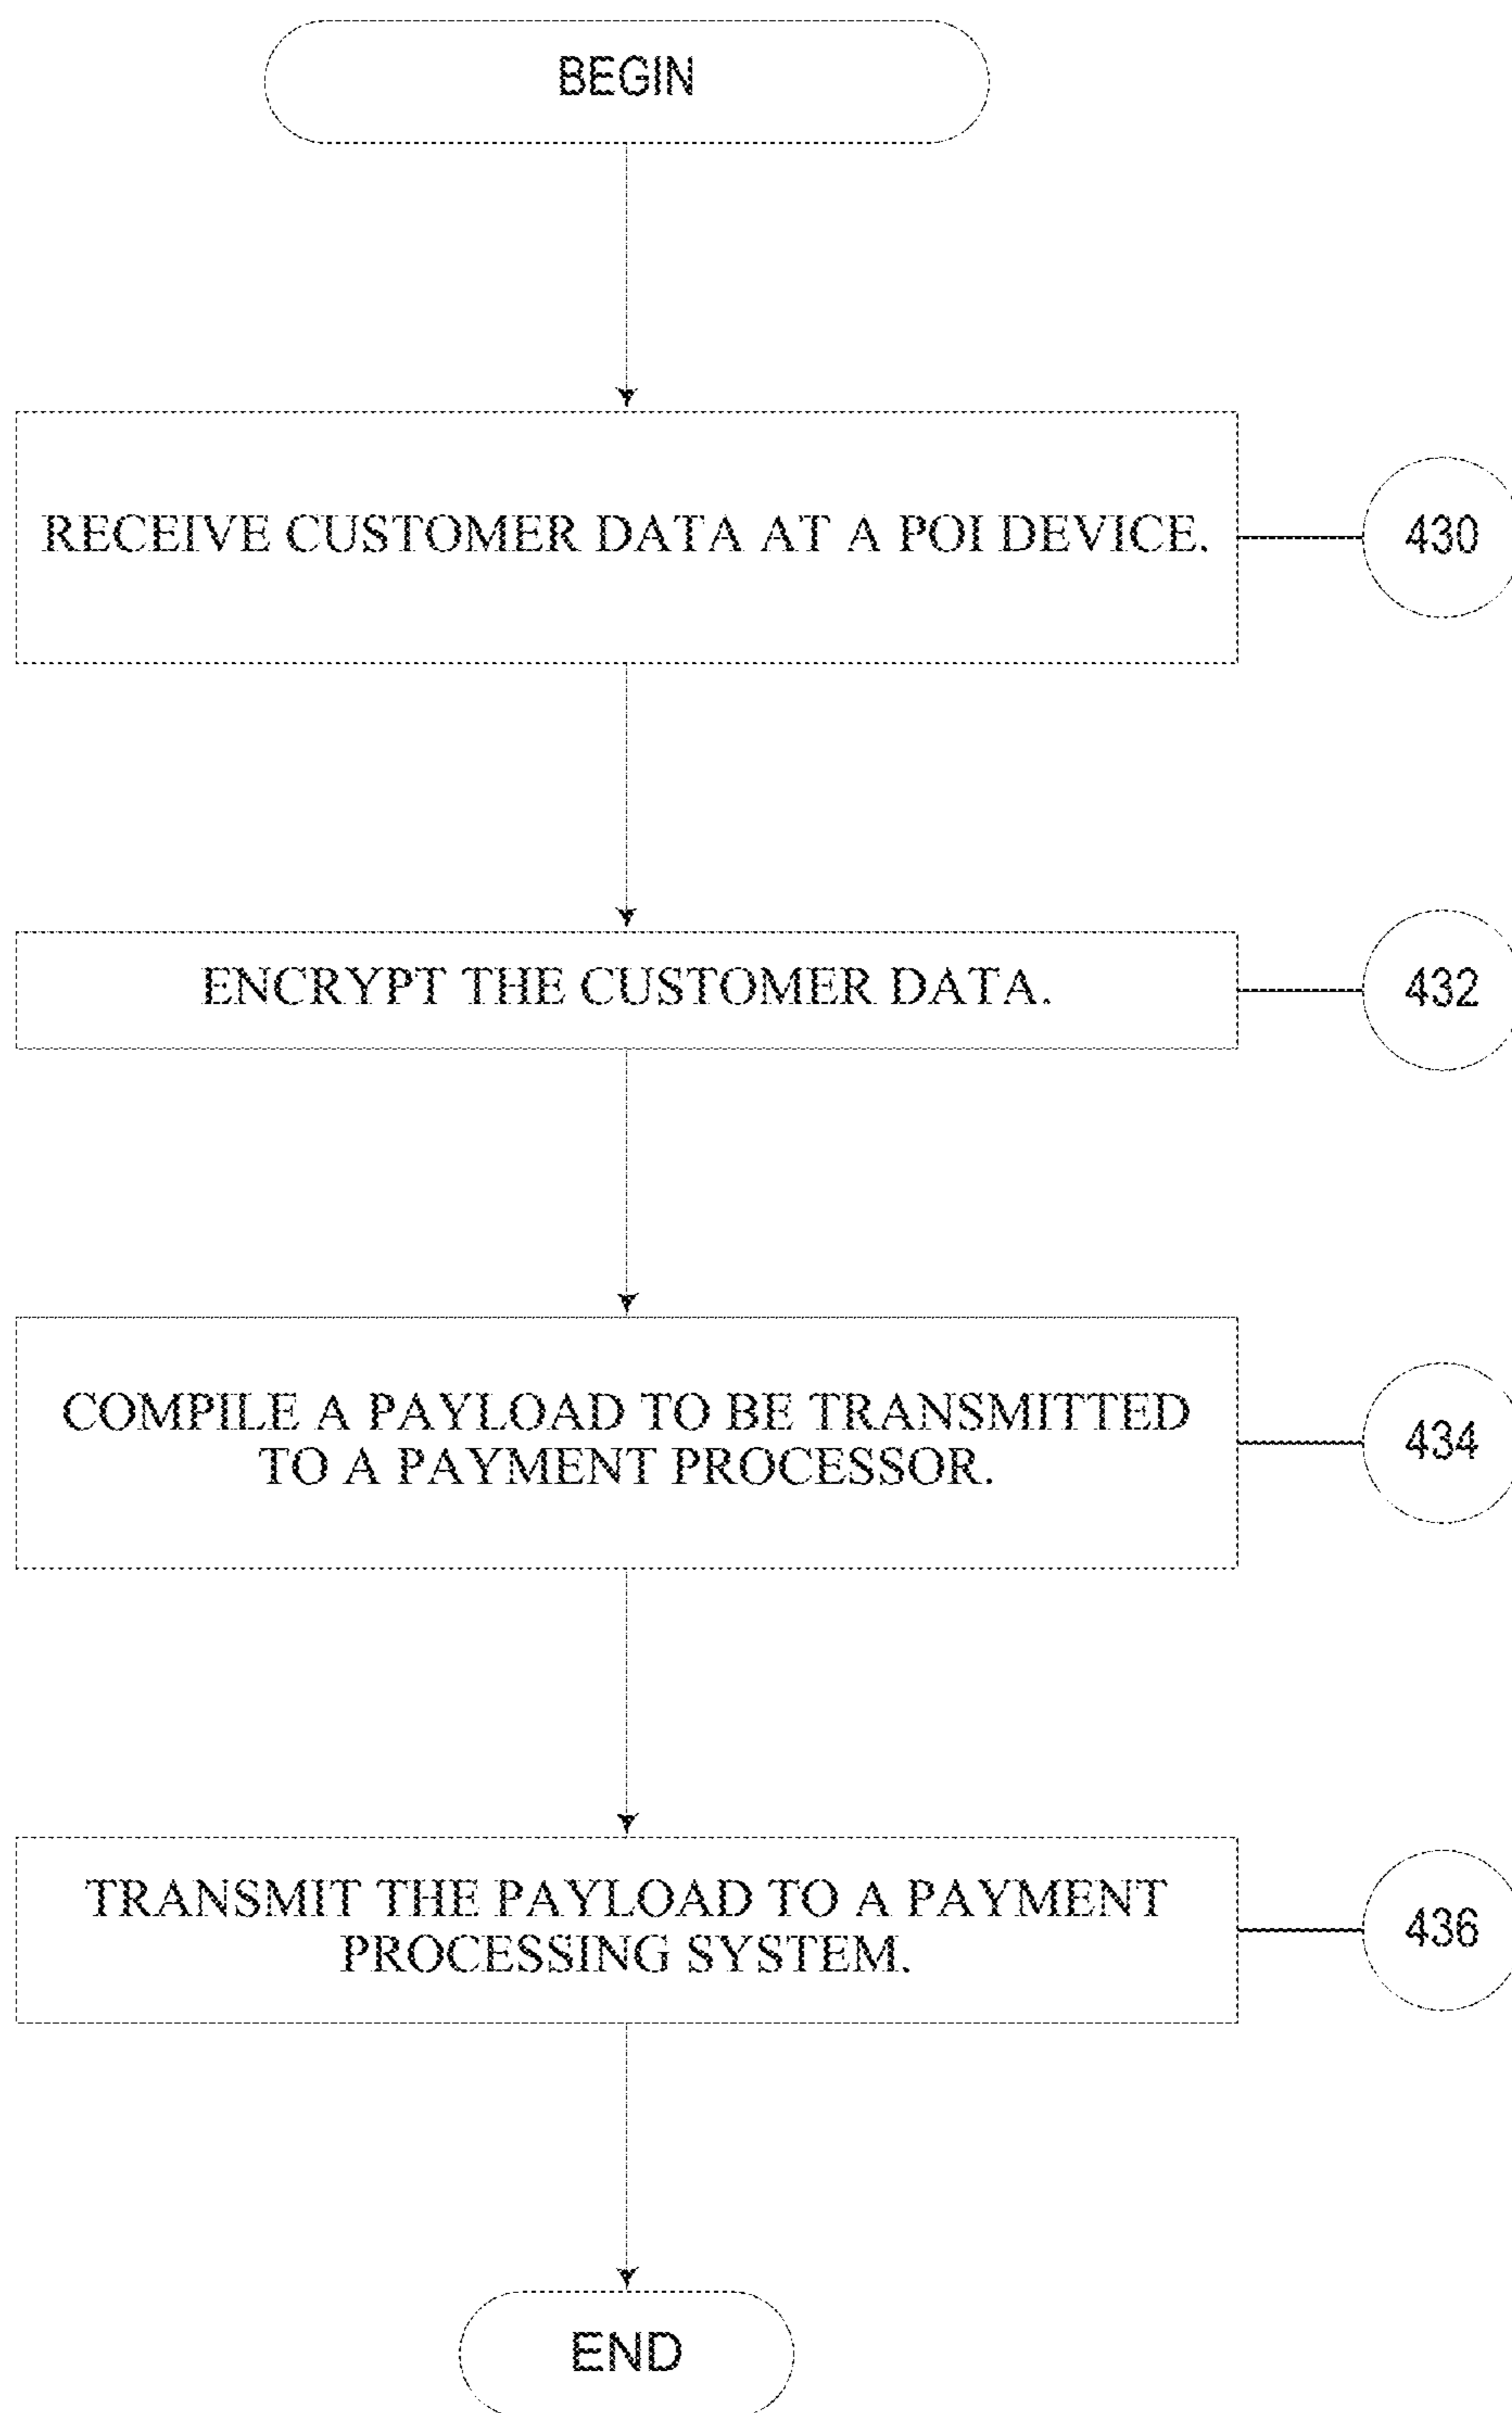 BEGIN
RECEIVE CUSTOMER DATA AT A POI DEVICE.
430
ENCRYPT THE CUSTOMER DATA.
432
COMPILE A PAYLOAD TO BE TRANSMITTED
TO A PAYMENT PROCESSOR.
434
TRANSMIT THE PAYLOAD TO A PAYMENT
PROCESSING SYSTEM.
436
END